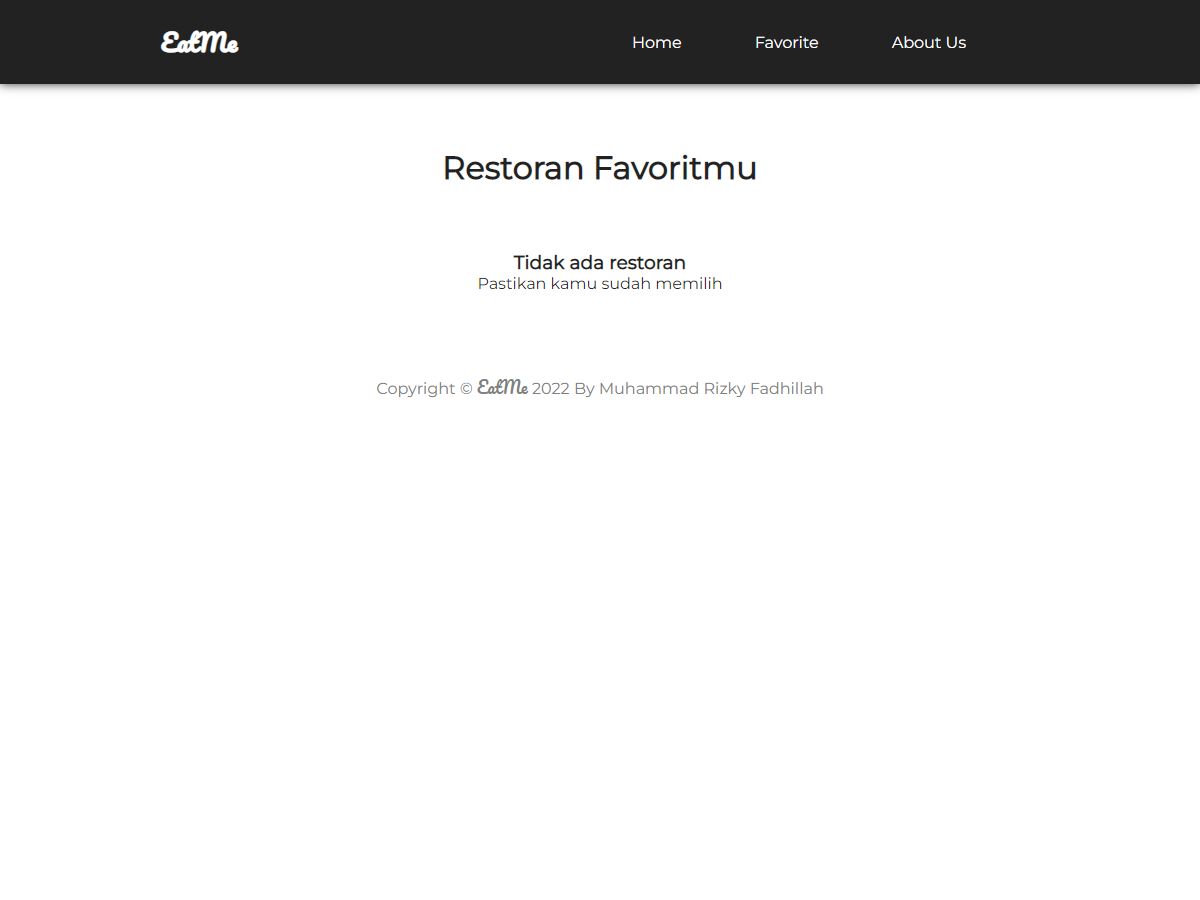 EatMe Home Favorite About Us
Restoran Favoritmu
Tidak ada restoran
Pastikan kamu sudah memilih
Copyright © EatMe 2022 By Muhammad Rizky Fadhillah